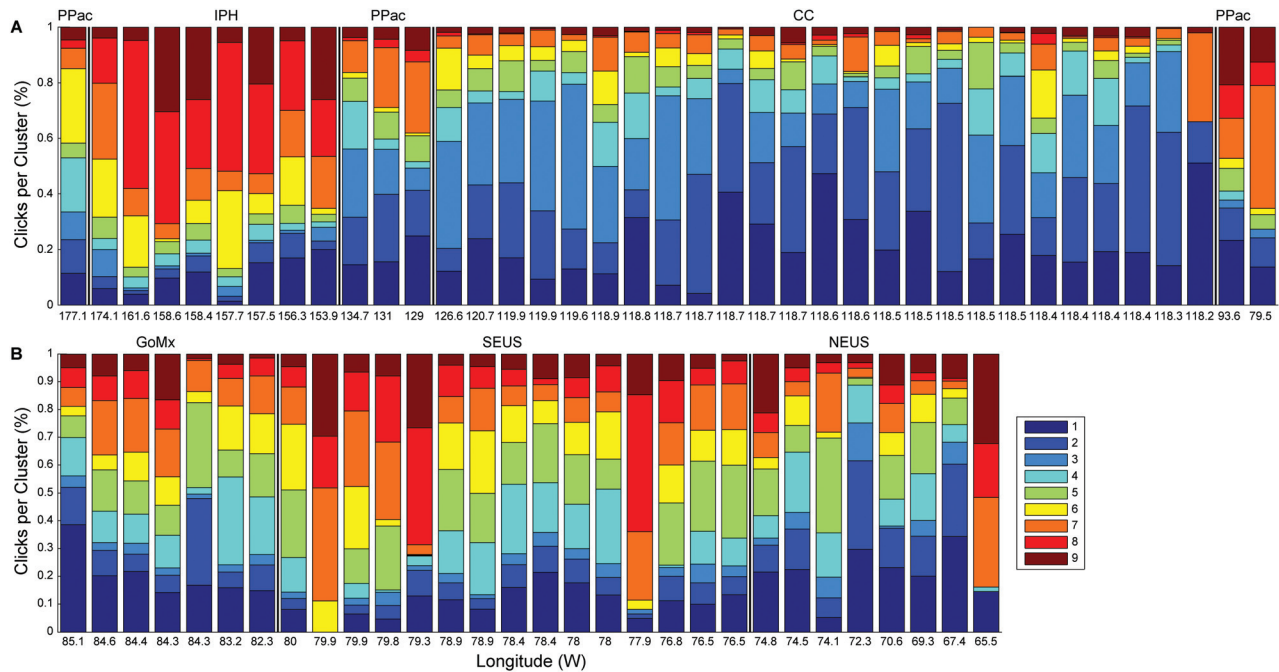 PPac IPH PPac CC PPac
A
Clicks per Cluster (%)
1
0.8
0.6
0.4
0.2
0
177.1 174.1 161.6 158.6 158.4 157.7 157.5 156.3 153.9 134.7 131 129 126.6 120.7 119.9 119.9 119.6 118.9 118.8 118.7 118.7 118.7 118.7 118.7 118.6 118.6 118.5 118.5 118.5 118.5 118.5 118.4 118.4 118.4 118.4 118.3 118.2 93.6 79.5
B
GoMx SEUS NEUS
Clicks per Cluster (%)
1
0.9
0.8
0.7
0.6
0.5
0.4
0.3
0.2
0.1
0
85.1 84.6 84.4 84.3 84.3 83.2 82.3 80 79.9 79.9 79.8 79.3 78.9 78.9 78.4 78.4 78 78 77.9 76.8 76.5 76.5 74.8 74.5 74.1 72.3 70.6 69.3 67.4 65.5
Longitude (W)
1
2
3
4
5
6
7
8
9